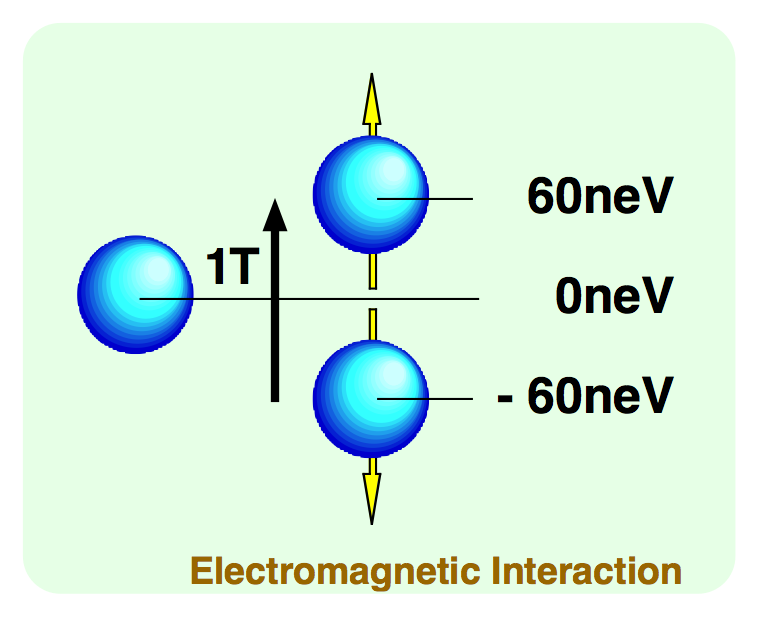 60neV
1T
0neV
- 60neV
Electromagnetic Interaction